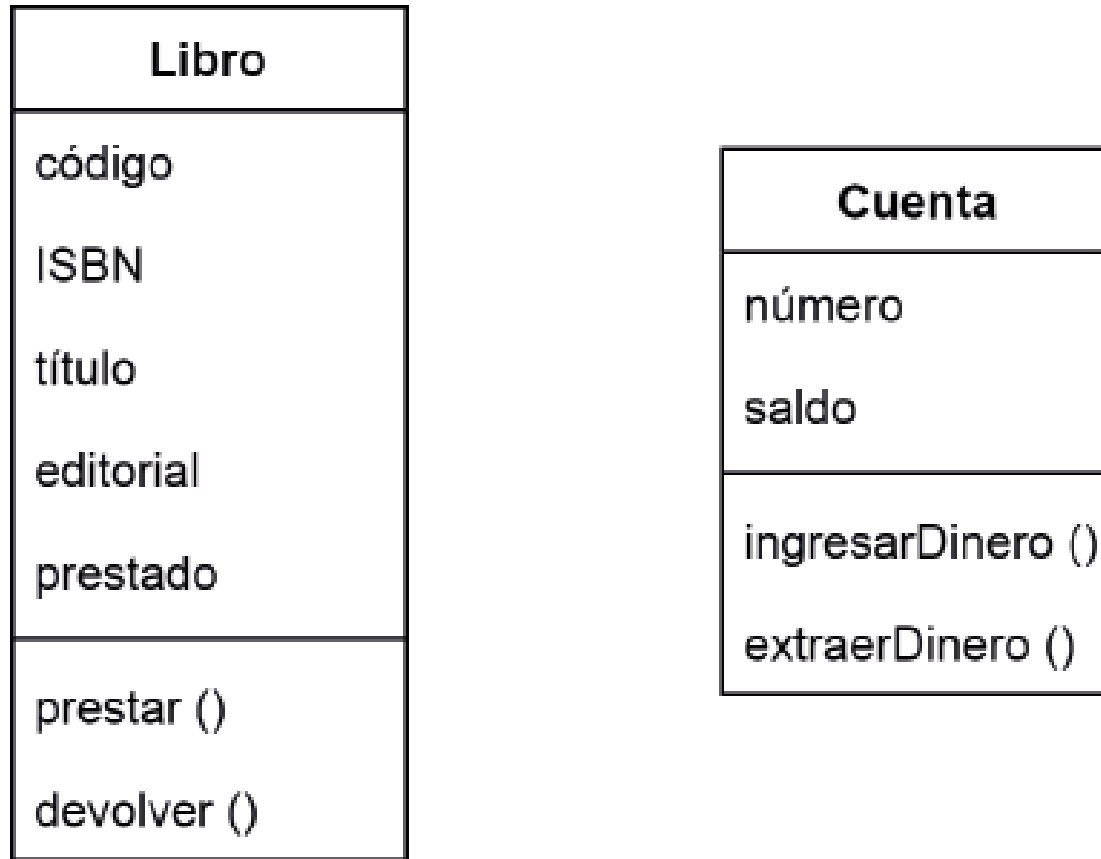 Libro
código
ISBN
título
editorial
prestado
prestar ()
devolver ()
Cuenta
número
saldo
ingresarDinero ()
extraerDinero ()